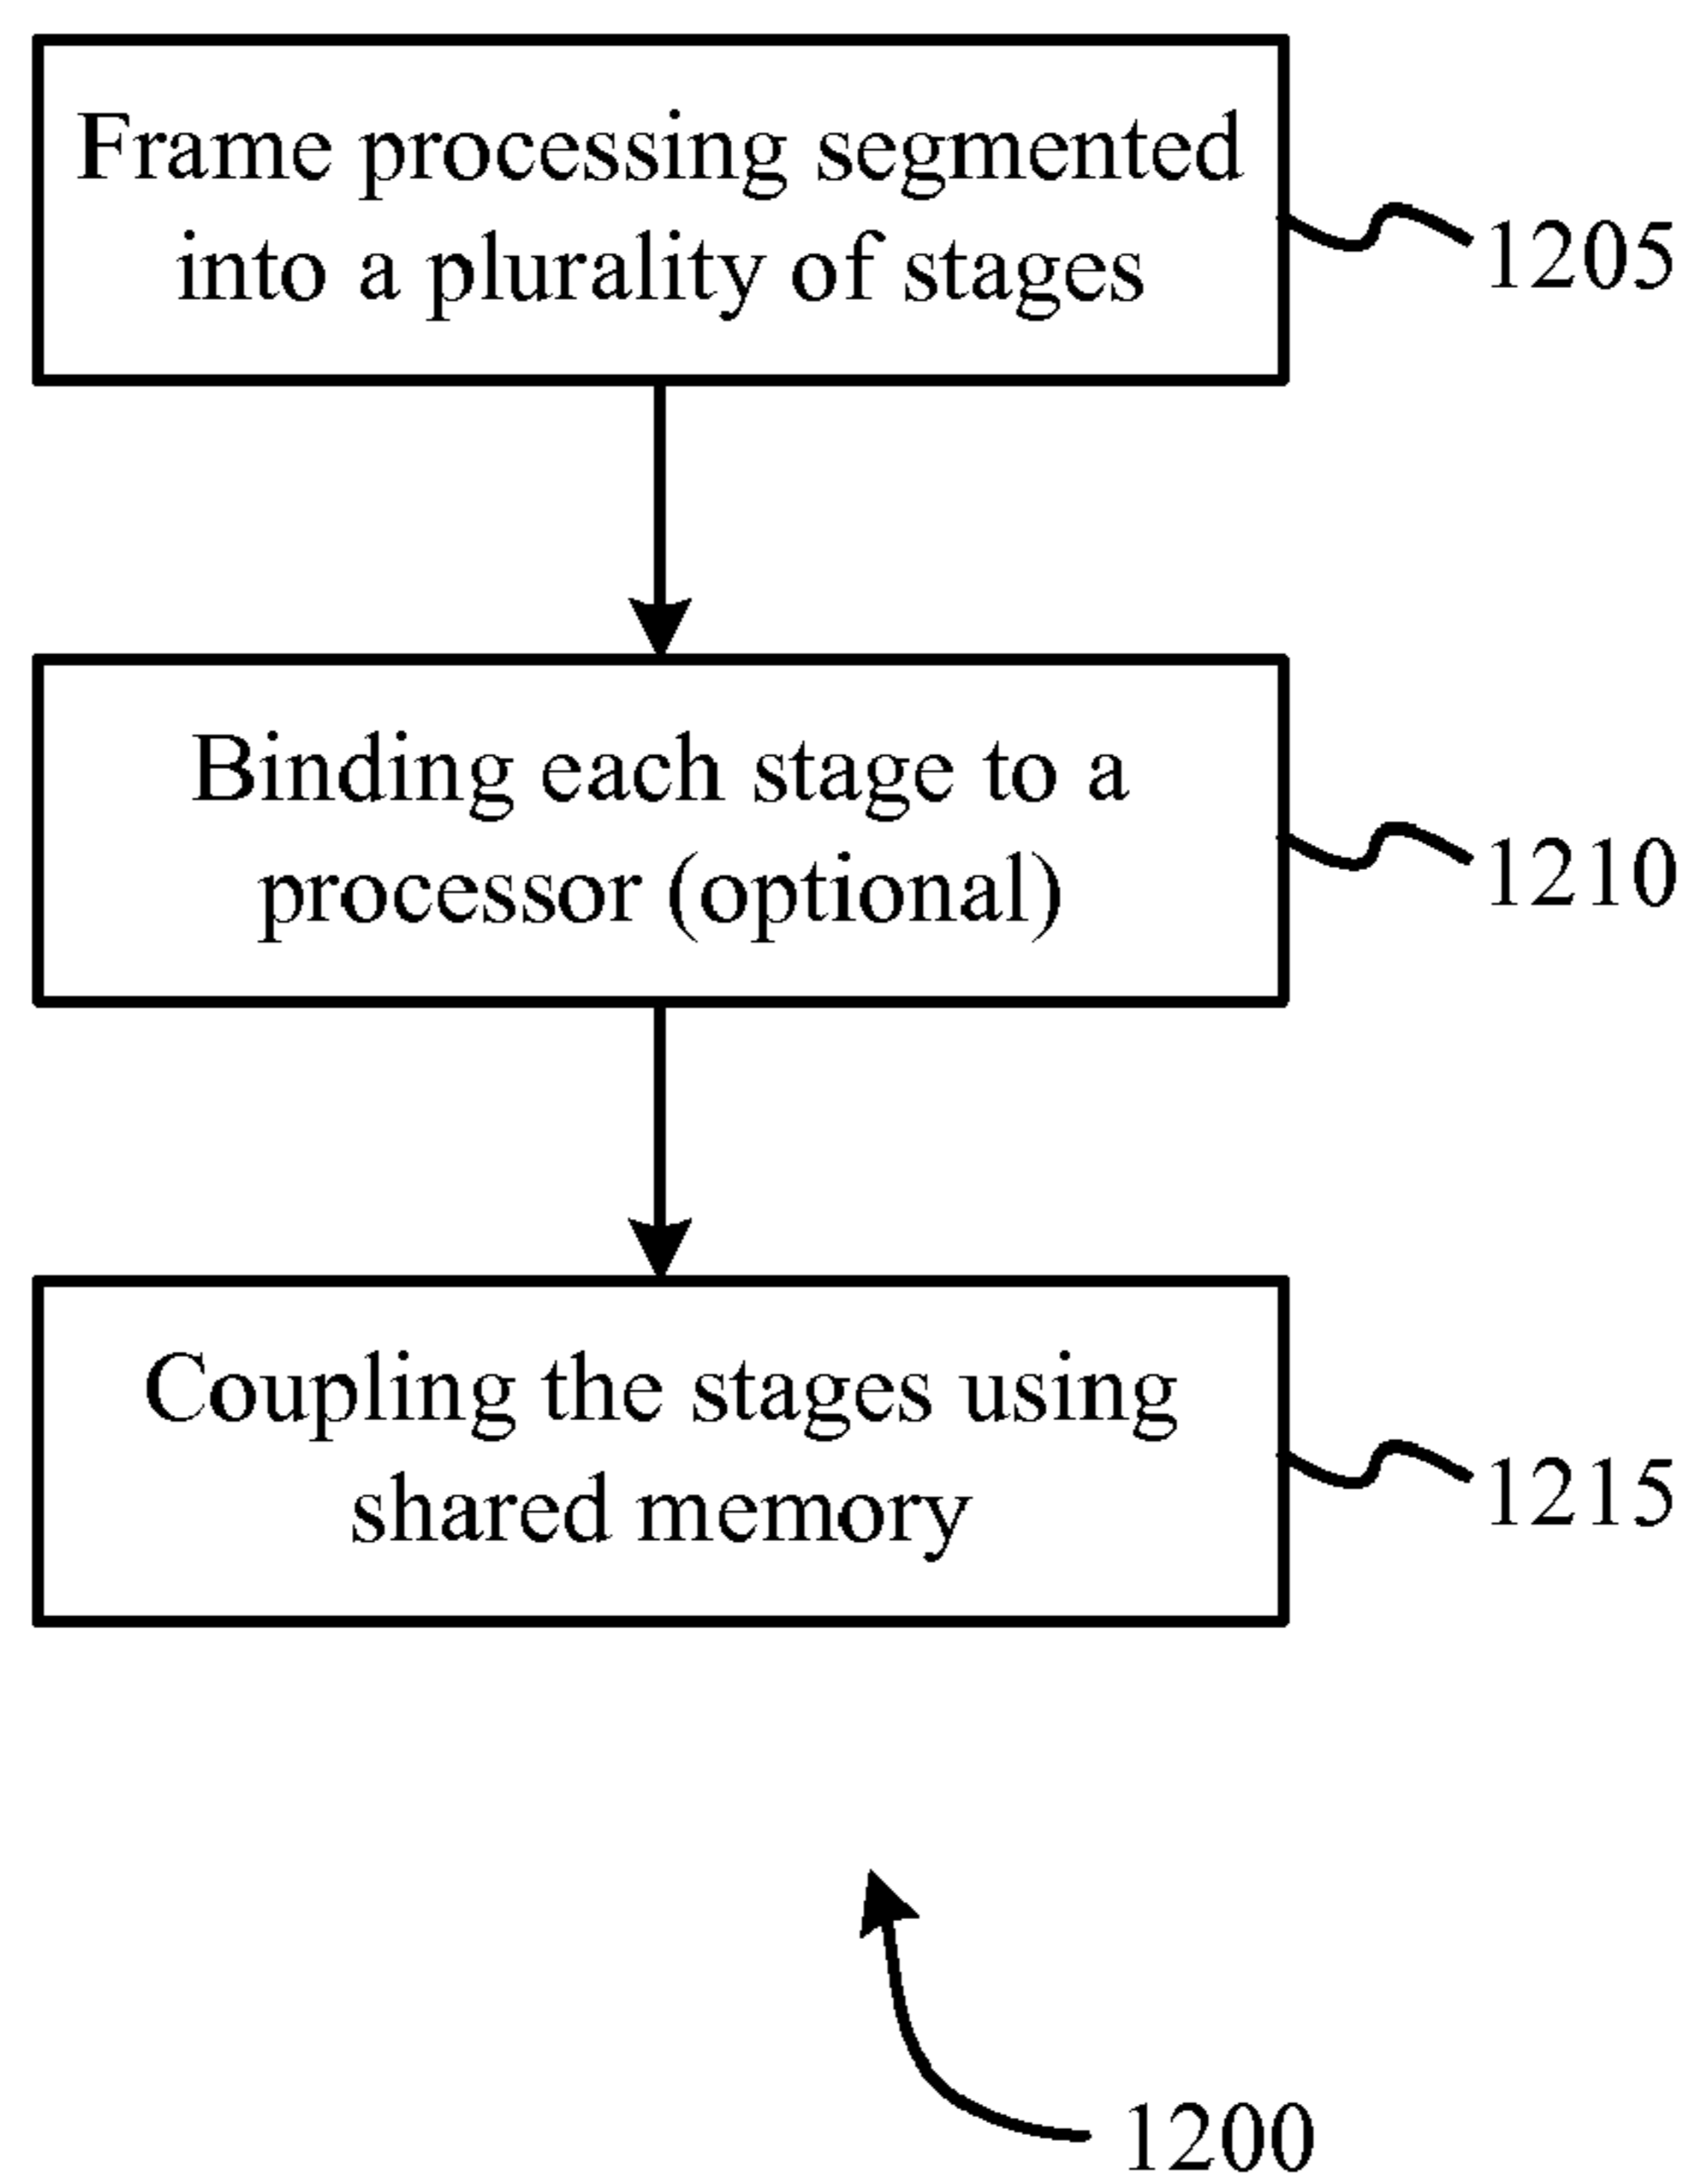 Frame processing segmented
into a plurality of stages
1205
Binding each stage to a
processor (optional)
1210
Coupling the stages using
shared memory
1215
1200